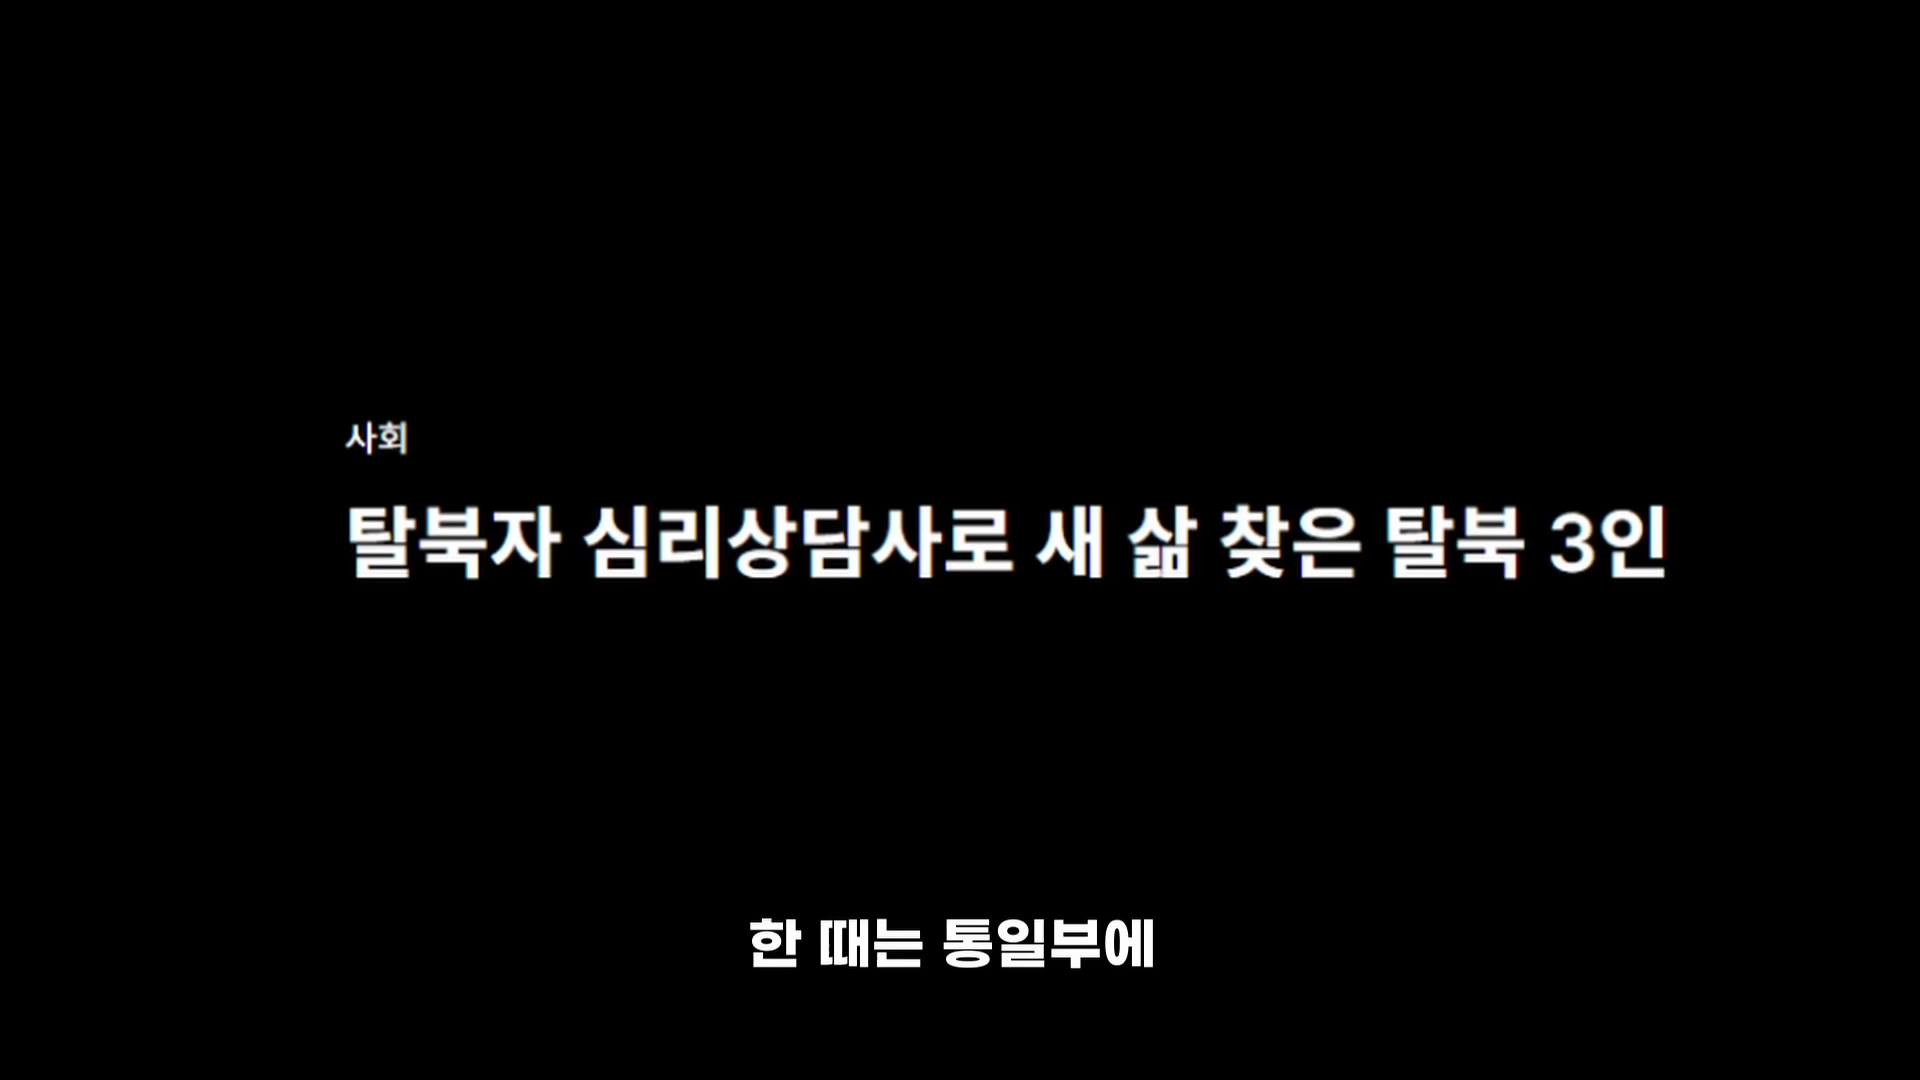 사회
탈북자 심리상담사로 새 삶 찾은 탈북 3인
한 때는 통일부에